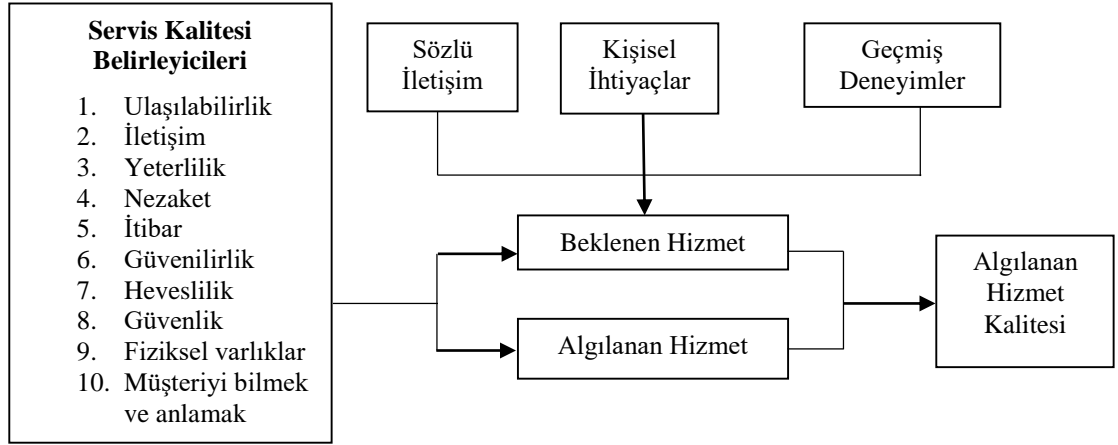 Servis Kalitesi
Belirleyicileri
1. Ulaşılabilirlik
2. İletişim
3. Yeterlilik
4. Nezaket
5. İtibar
6. Güvenilirlik
7. Heveslilik
8. Güvenlik
9. Fiziksel varlıklar
10. Müşteriyi bilmek
ve anlamak
Sözlü
İletişim
Kişisel
İhtiyaçlar
Geçmiş
Deneyimler
Beklenen Hizmet
Algılanan Hizmet
Algılanan
Hizmet
Kalitesi